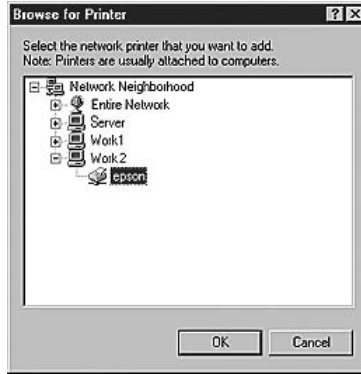 Browse for Printer
Select the network printer that you want to add.
Note: Printers are usually attached to computers.
Network Neighborhood
Entire Network
Server
Work1
Work2
epson
OK
Cancel